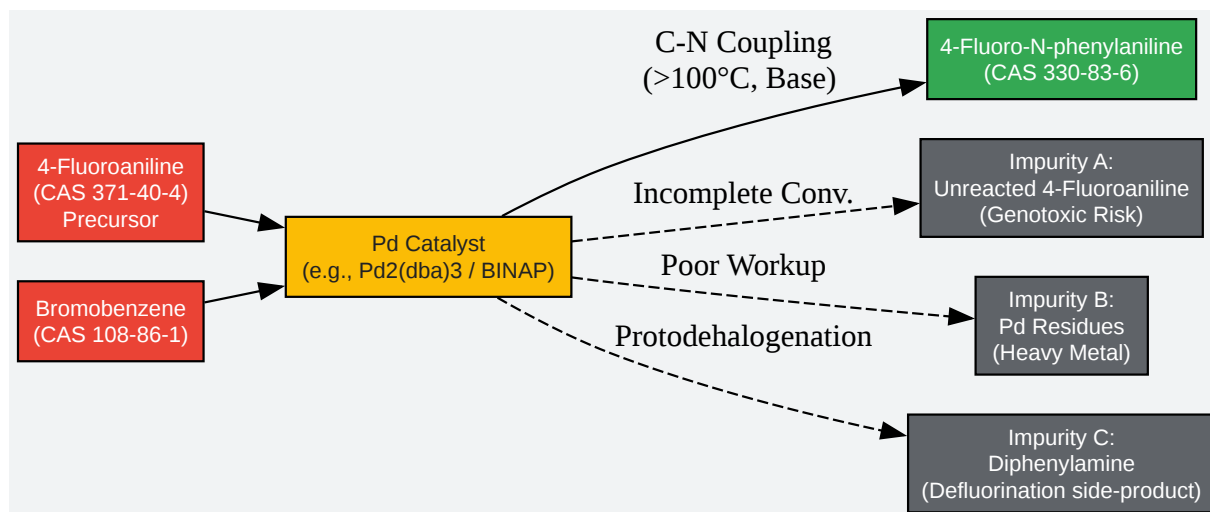 C-N Coupling
(>100°C, Base)
4-Fluoro-N-phenylaniline
(CAS 330-83-6)
4-Fluoroaniline
(CAS 371-40-4)
Precursor
Bromobenzene
(CAS 108-86-1)
Pd Catalyst
(e.g., Pd2(dba)3 / BINAP)
Incomplete Conv.
Impurity A:
Unreacted 4-Fluoroaniline
(Genotoxic Risk)
Poor Workup
Impurity B:
Pd Residues
(Heavy Metal)
Protodehalogenation
Impurity C:
Diphenylamine
(Defluorination side-product)